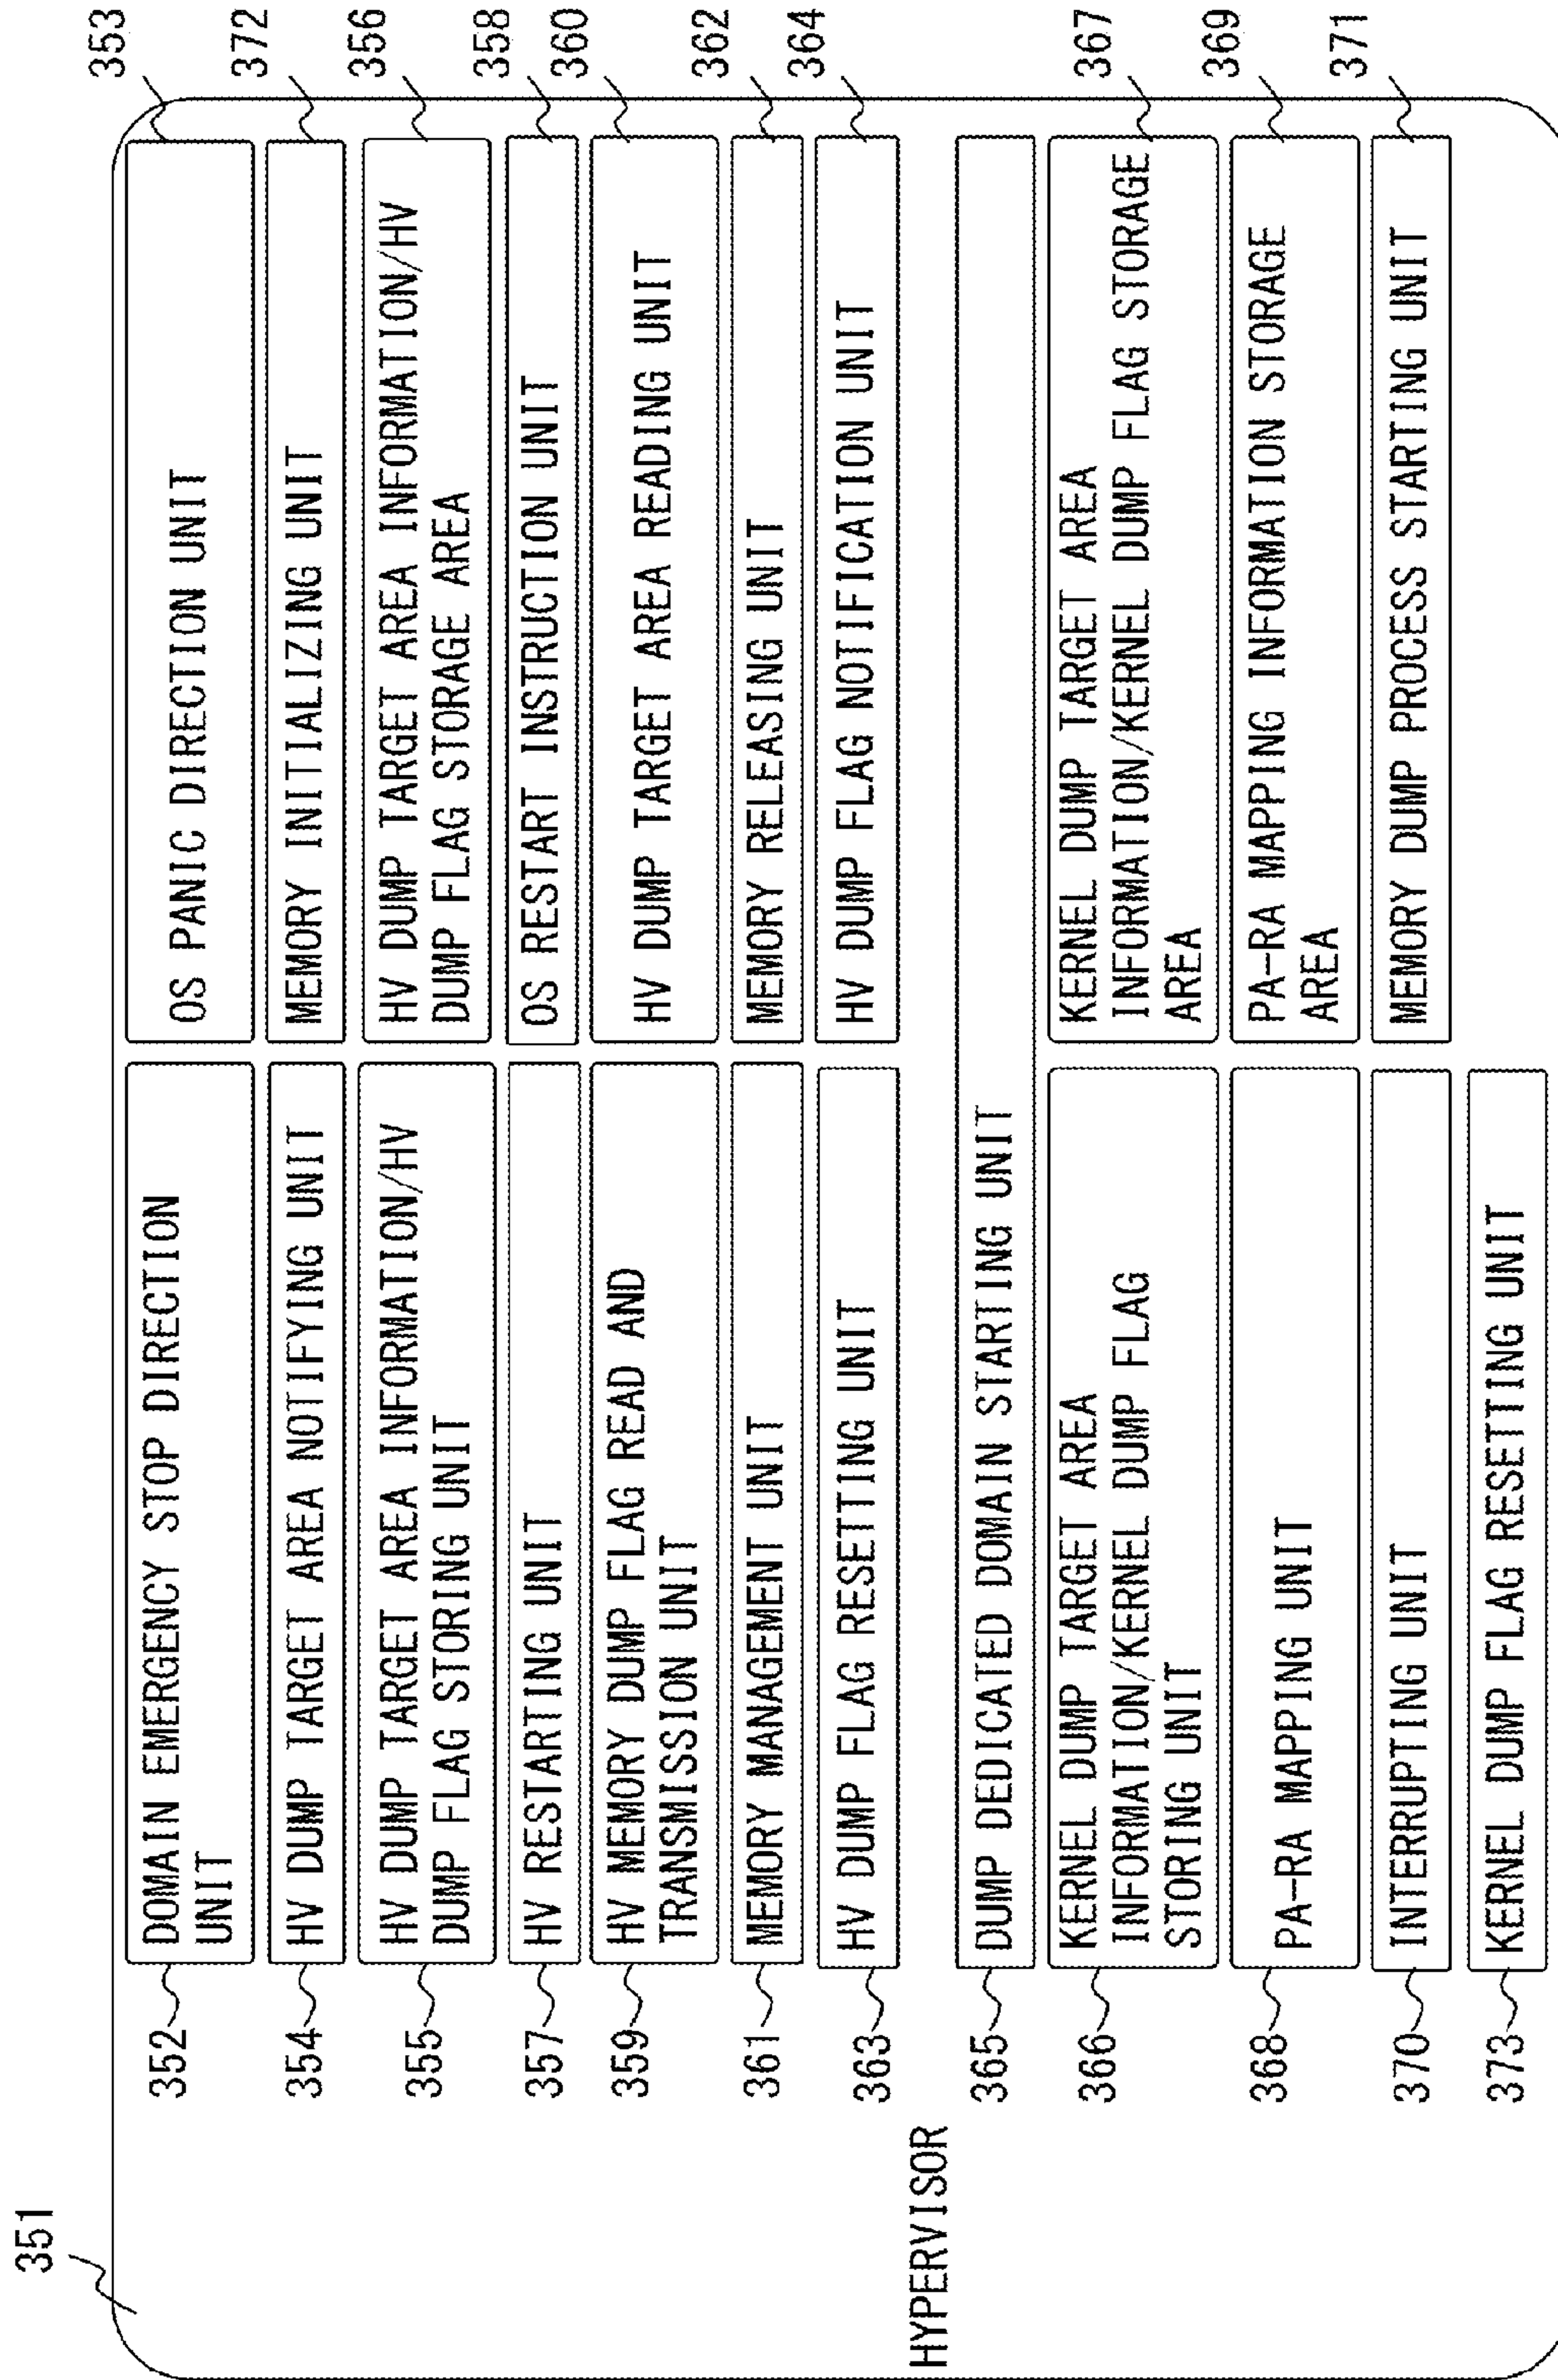 351
HYPERVISOR
352
DOMAIN EMERGENCY STOP DIRECTION
UNIT
OS PANIC DIRECTION UNIT
353
354
HV DUMP TARGET AREA NOTIFYING UNIT
MEMORY INITIALIZING UNIT
372
355
HV DUMP TARGET AREA INFORMATION/HV
DUMP FLAG STORING UNIT
HV DUMP TARGET AREA INFORMATION/HV
DUMP FLAG STORAGE AREA
356
357
HV RESTARTING UNIT
OS RESTART INSTRUCTION UNIT
358
359
HV MEMORY DUMP FLAG READ AND
TRANSMISSION UNIT
HV DUMP TARGET AREA READING UNIT
360
361
MEMORY MANAGEMENT UNIT
MEMORY RELEASING UNIT
362
363
HV DUMP FLAG RESETTING UNIT
HV DUMP FLAG NOTIFICATION UNIT
364
365
DUMP DEDICATED DOMAIN STARTING UNIT
366
KERNEL DUMP TARGET AREA
INFORMATION/KERNEL DUMP FLAG
STORING UNIT
KERNEL DUMP TARGET AREA
INFORMATION/KERNEL DUMP FLAG STORAGE
AREA
367
368
PA-RA MAPPING UNIT
PA-RA MAPPING INFORMATION STORAGE
AREA
369
370
INTERRUPTING UNIT
MEMORY DUMP PROCESS STARTING UNIT
371
373
KERNEL DUMP FLAG RESETTING UNIT